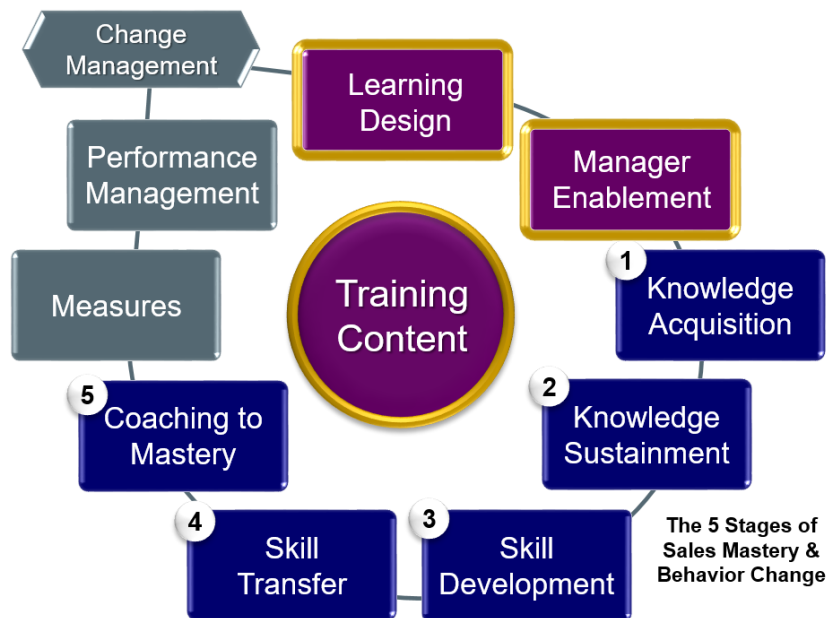 Change
Management
Learning
Design
Performance
Management
Manager
Enablement
Training
Content
1
Knowledge
Acquisition
Measures
2
Knowledge
Sustainment
5
Coaching to
Mastery
3
Skill
Development
4
Skill
Transfer
The 5 Stages of
Sales Mastery &
Behavior Change